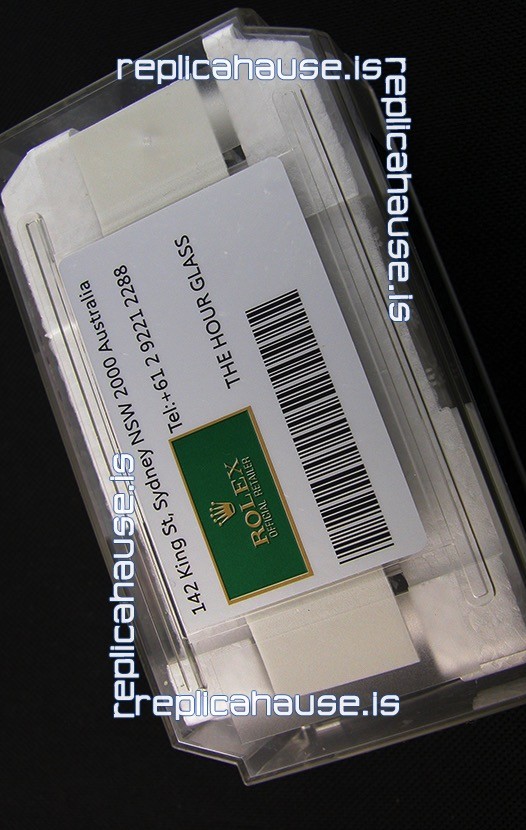 replicahause.is
replicahause.is
142 King St, Sydney NSW 2000 Australia
Tel:+61 2 9221 2288
THE HOUR GLASS
ROLEX
OFFICIAL RETAILER
replicahause.is
rreplicahause.is